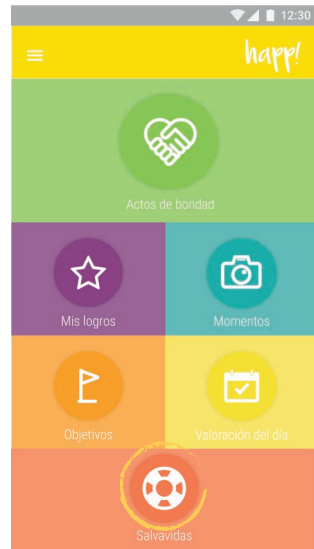 12:30
happ!
Actos de bondad
Mis logros
Momentos
Objetivos
Valoración del día
Salvavidas